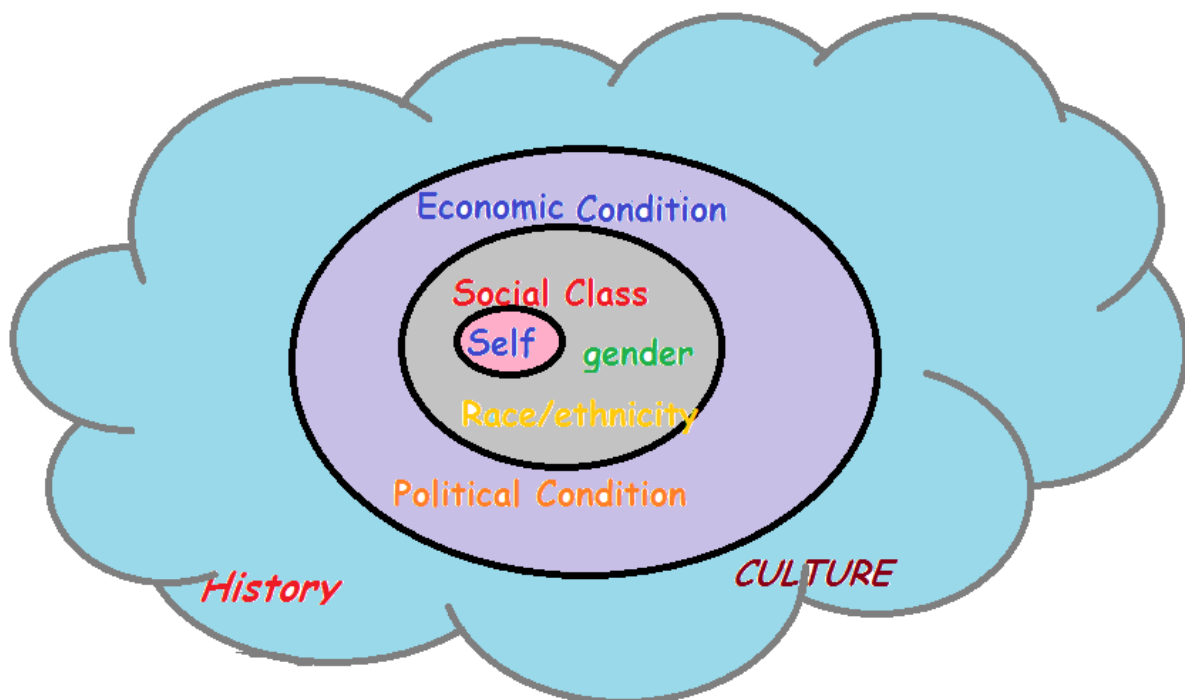 Economic Condition
Social Class
Self
gender
Race/ethnicity
Political Condition
History
CULTURE